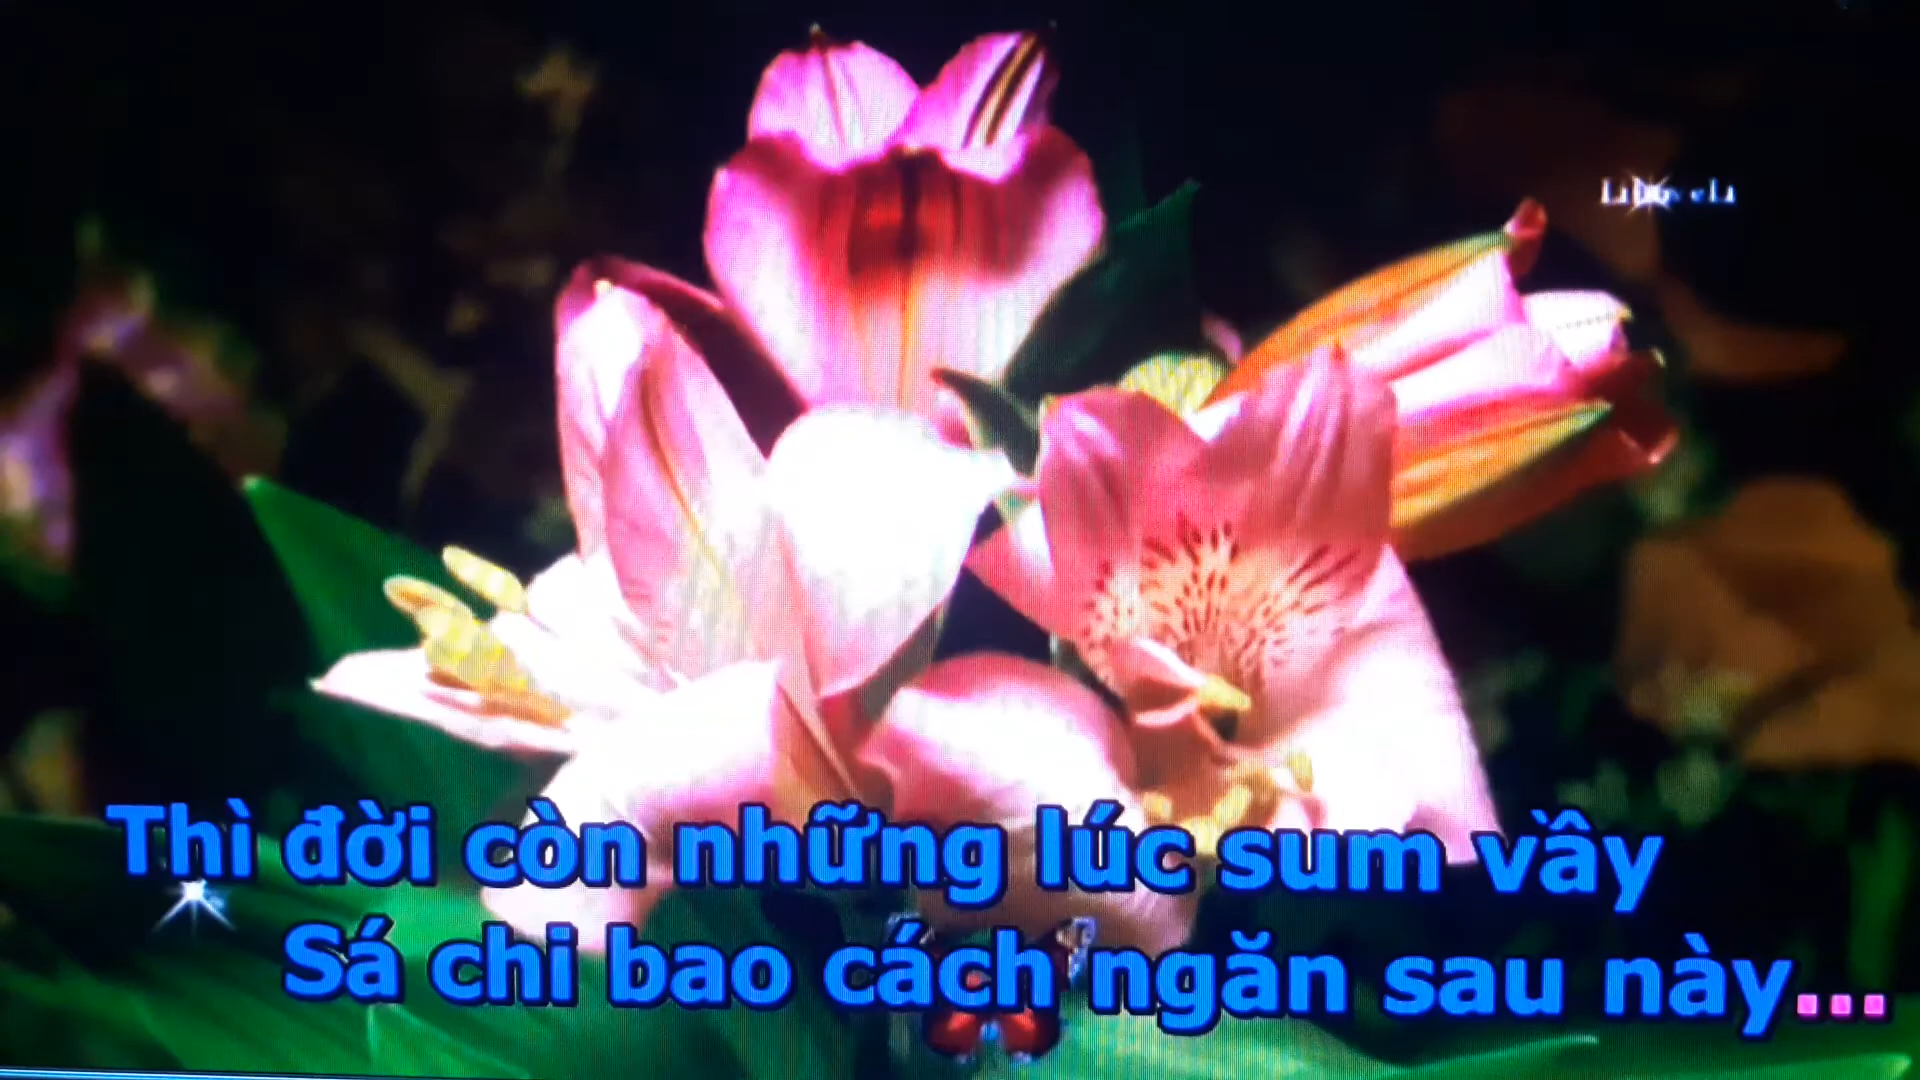 Thì đời còn những lúc sum vầy
Sá chi bao cách ngăn sau này...